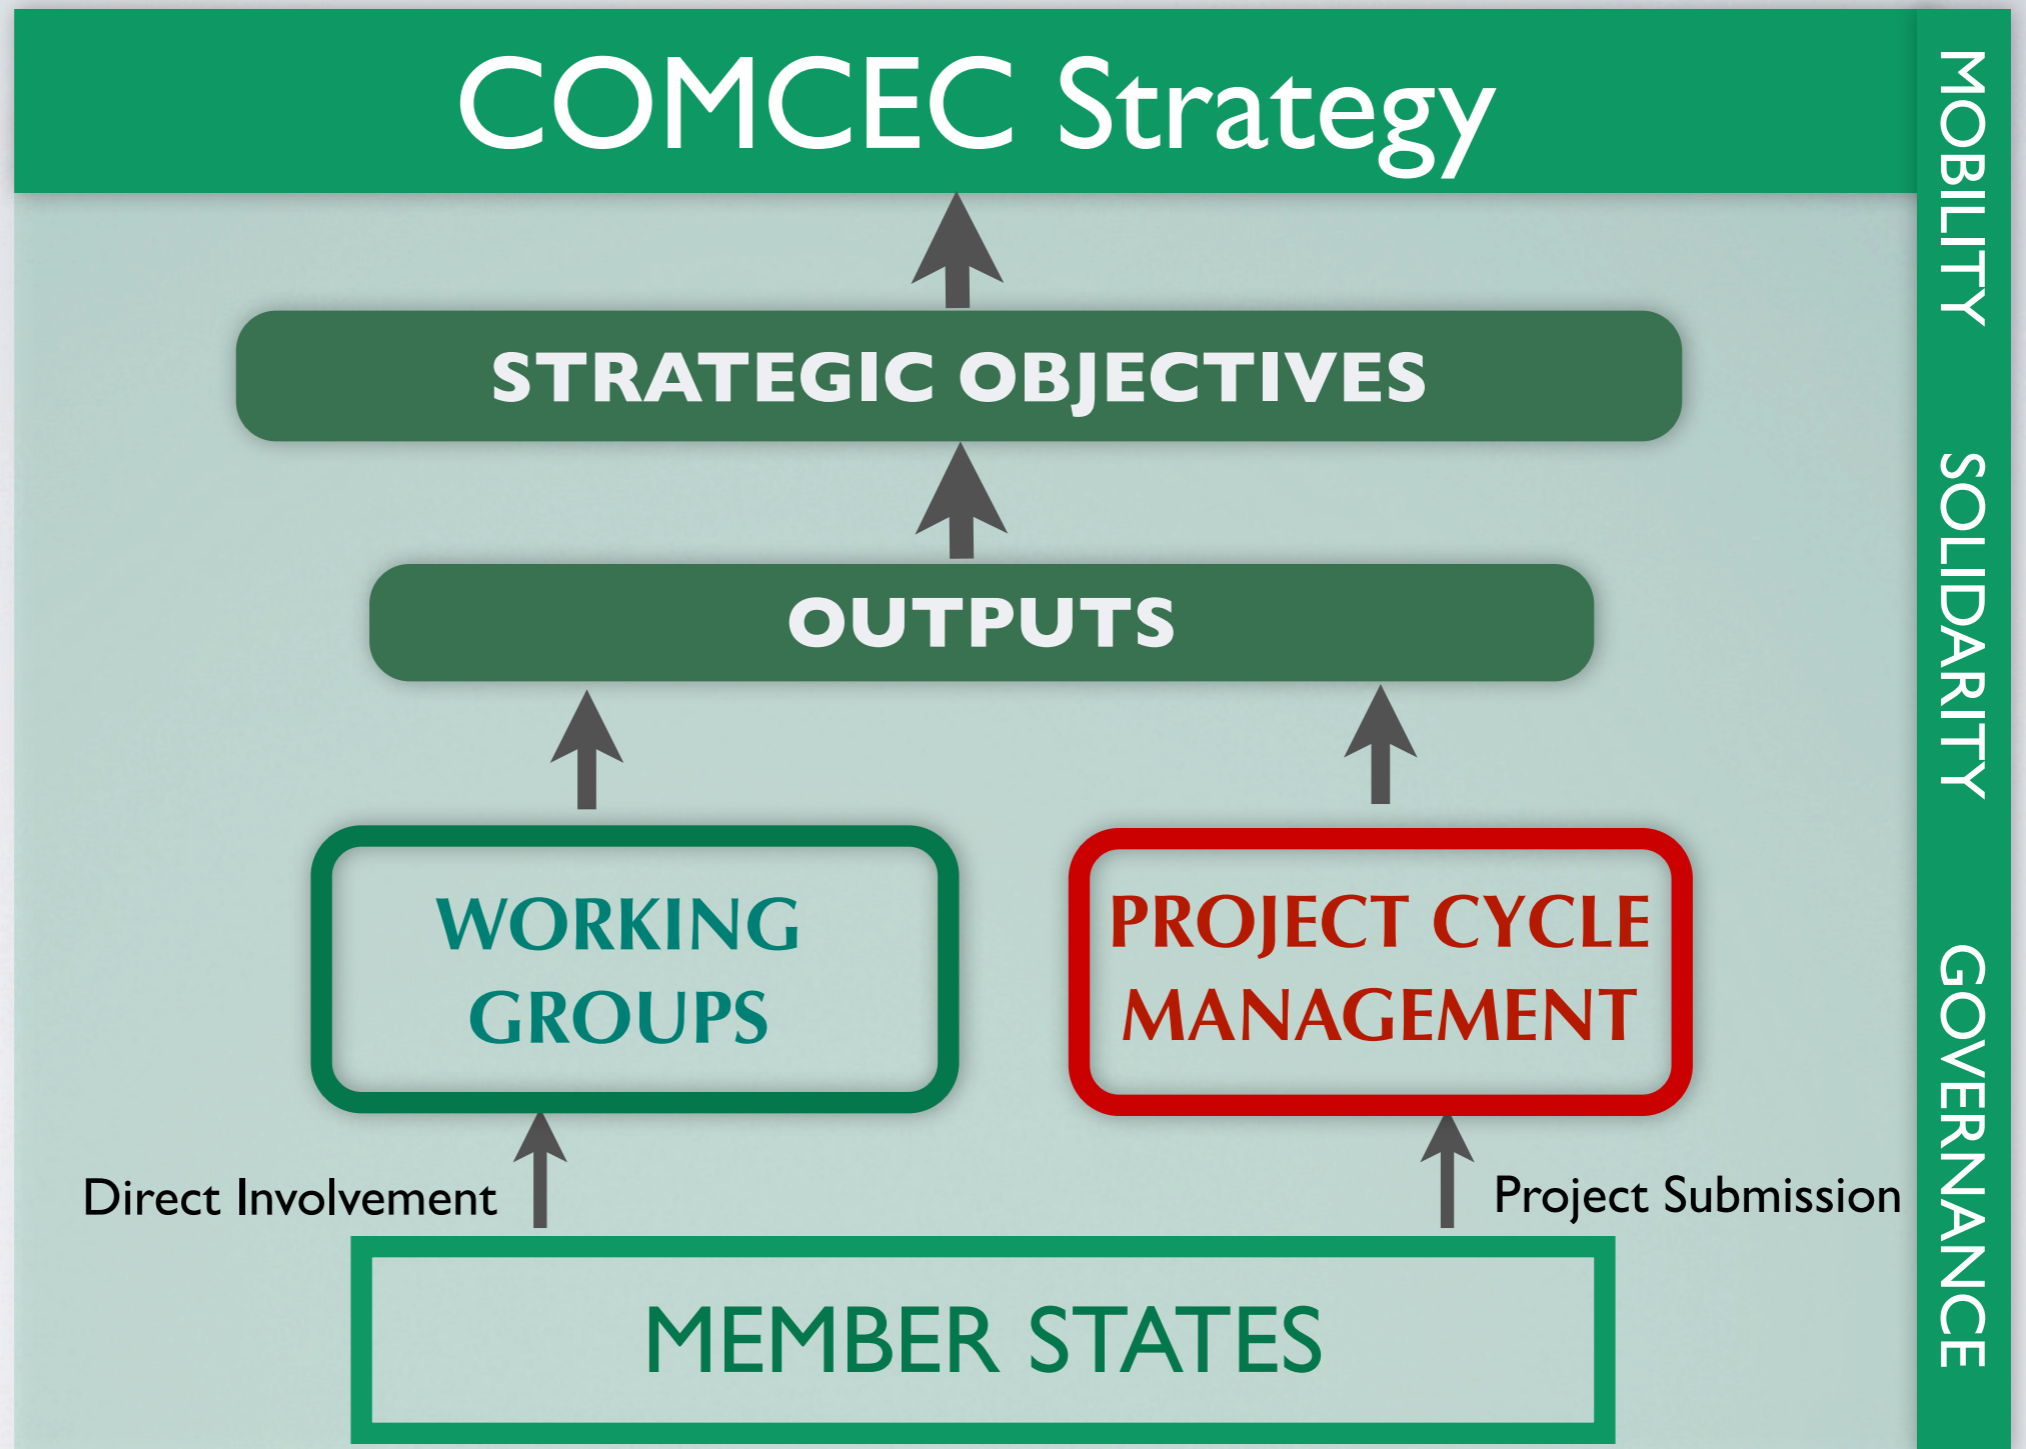 COMCEC Strategy
STRATEGIC OBJECTIVES
OUTPUTS
WORKING
GROUPS
PROJECT CYCLE
MANAGEMENT
Direct Involvement
Project Submission
MEMBER STATES
MOBILITY
SOLIDARITY
GOVERNANCE